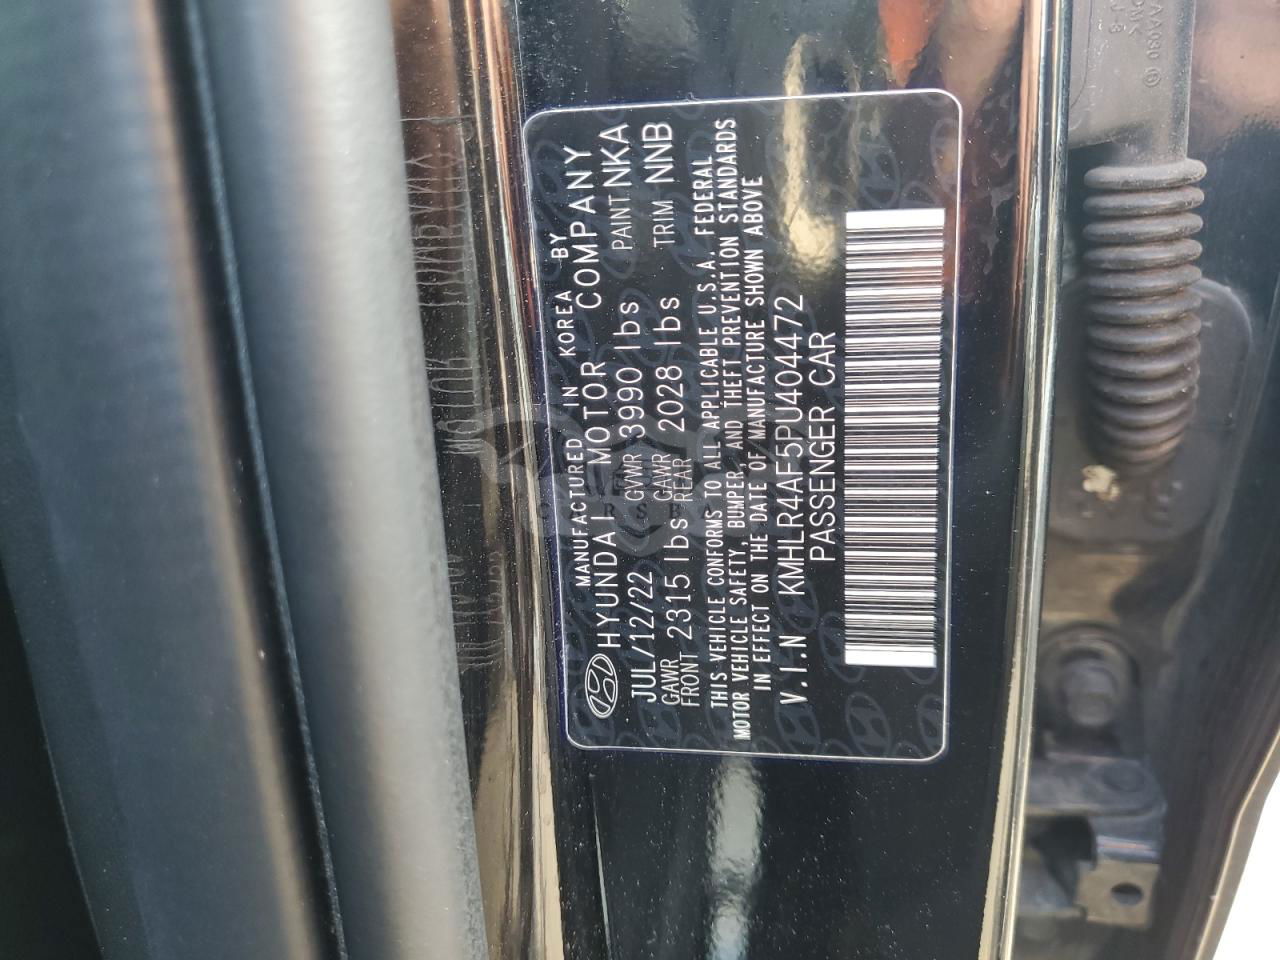 MANUFACTURED IN KOREA BY
HYUNDAI MOTOR COMPANY
JUL/12/22 GVWR 3990 lbs PAINT NKA
GAWR FRONT 2315 lbs GAWR REAR 2028 lbs TRIM NNB
THIS VEHICLE CONFORMS TO ALL APPLICABLE U.S.A. FEDERAL
MOTOR VEHICLE SAFETY, BUMPER, AND THEFT PREVENTION STANDARDS
IN EFFECT ON THE DATE OF MANUFACTURE SHOWN ABOVE
V.I.N KMHLR4AF5PU404472
PASSENGER CAR